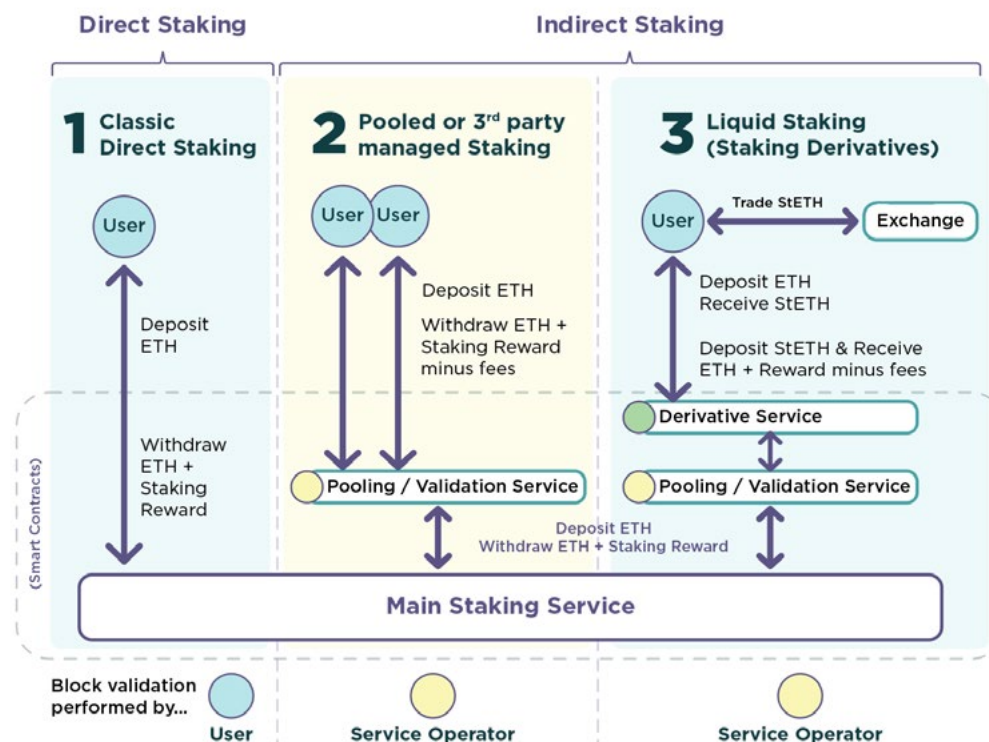 Direct Staking
Indirect Staking
1 Classic
Direct Staking
User
Deposit
ETH
Withdraw
ETH +
Staking
Reward
2 Pooled or 3rd party
managed Staking
User
User
Deposit ETH
Withdraw ETH +
Staking Reward
minus fees
Pooling / Validation Service
3 Liquid Staking
(Staking Derivatives)
User
Trade StETH
Exchange
Deposit ETH
Receive StETH
Deposit StETH & Receive
ETH + Reward minus fees
Derivative Service
Pooling / Validation Service
Deposit ETH
Withdraw ETH + Staking Reward
(Smart Contracts)
Main Staking Service
Block validation
performed by...
User
Service Operator
Service Operator